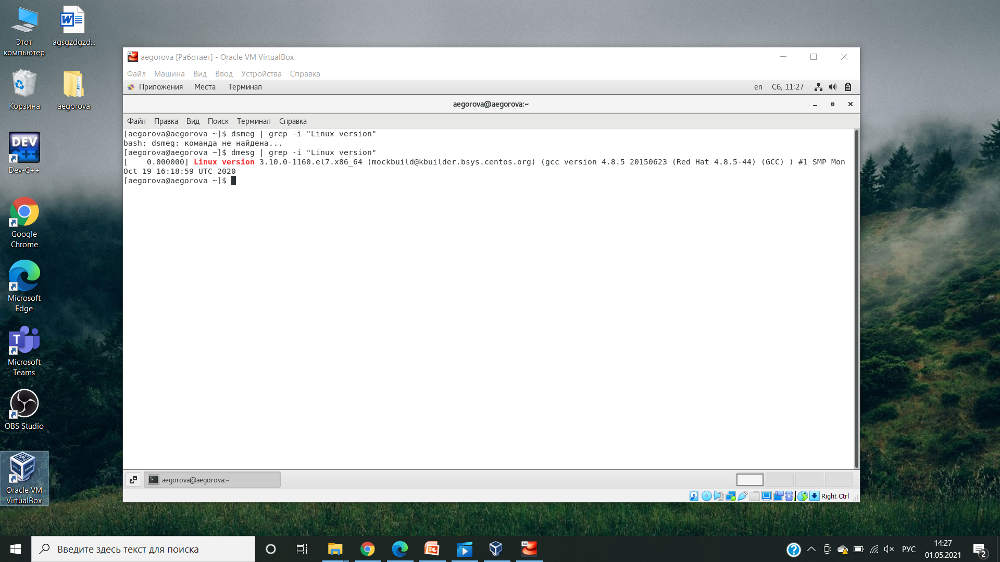 Этот
компьютер
agsgzdgzd...
Корзина
aegorova
DEV
C++
Dev-C++
Google
Chrome
Microsoft
Edge
T
Microsoft
Teams
OBS Studio
Oracle VM
VirtualBox
aegorova [Работает] - Oracle VM VirtualBox
Файл Машина Вид Ввод Устройства Справка
Приложения Места Терминал en Сб, 11:27
aegorova@aegorova:~
Файл Правка Вид Поиск Терминал Справка
[aegorova@aegorova ~]$ dsmeg | grep -i "Linux version"
bash: dsmeg: команда не найдена...
[aegorova@aegorova ~]$ dmesg | grep -i "Linux version"
[    0.000000] Linux version 3.10.0-1160.el7.x86_64 (mockbuild@kbuilder.bsys.centos.org) (gcc version 4.8.5 20150623 (Red Hat 4.8.5-44) (GCC) ) #1 SMP Mon
Oct 19 16:18:59 UTC 2020
[aegorova@aegorova ~]$
aegorova@aegorova:~
Right Ctrl
Введите здесь текст для поиска
64
РУС
14:27
01.05.2021
2